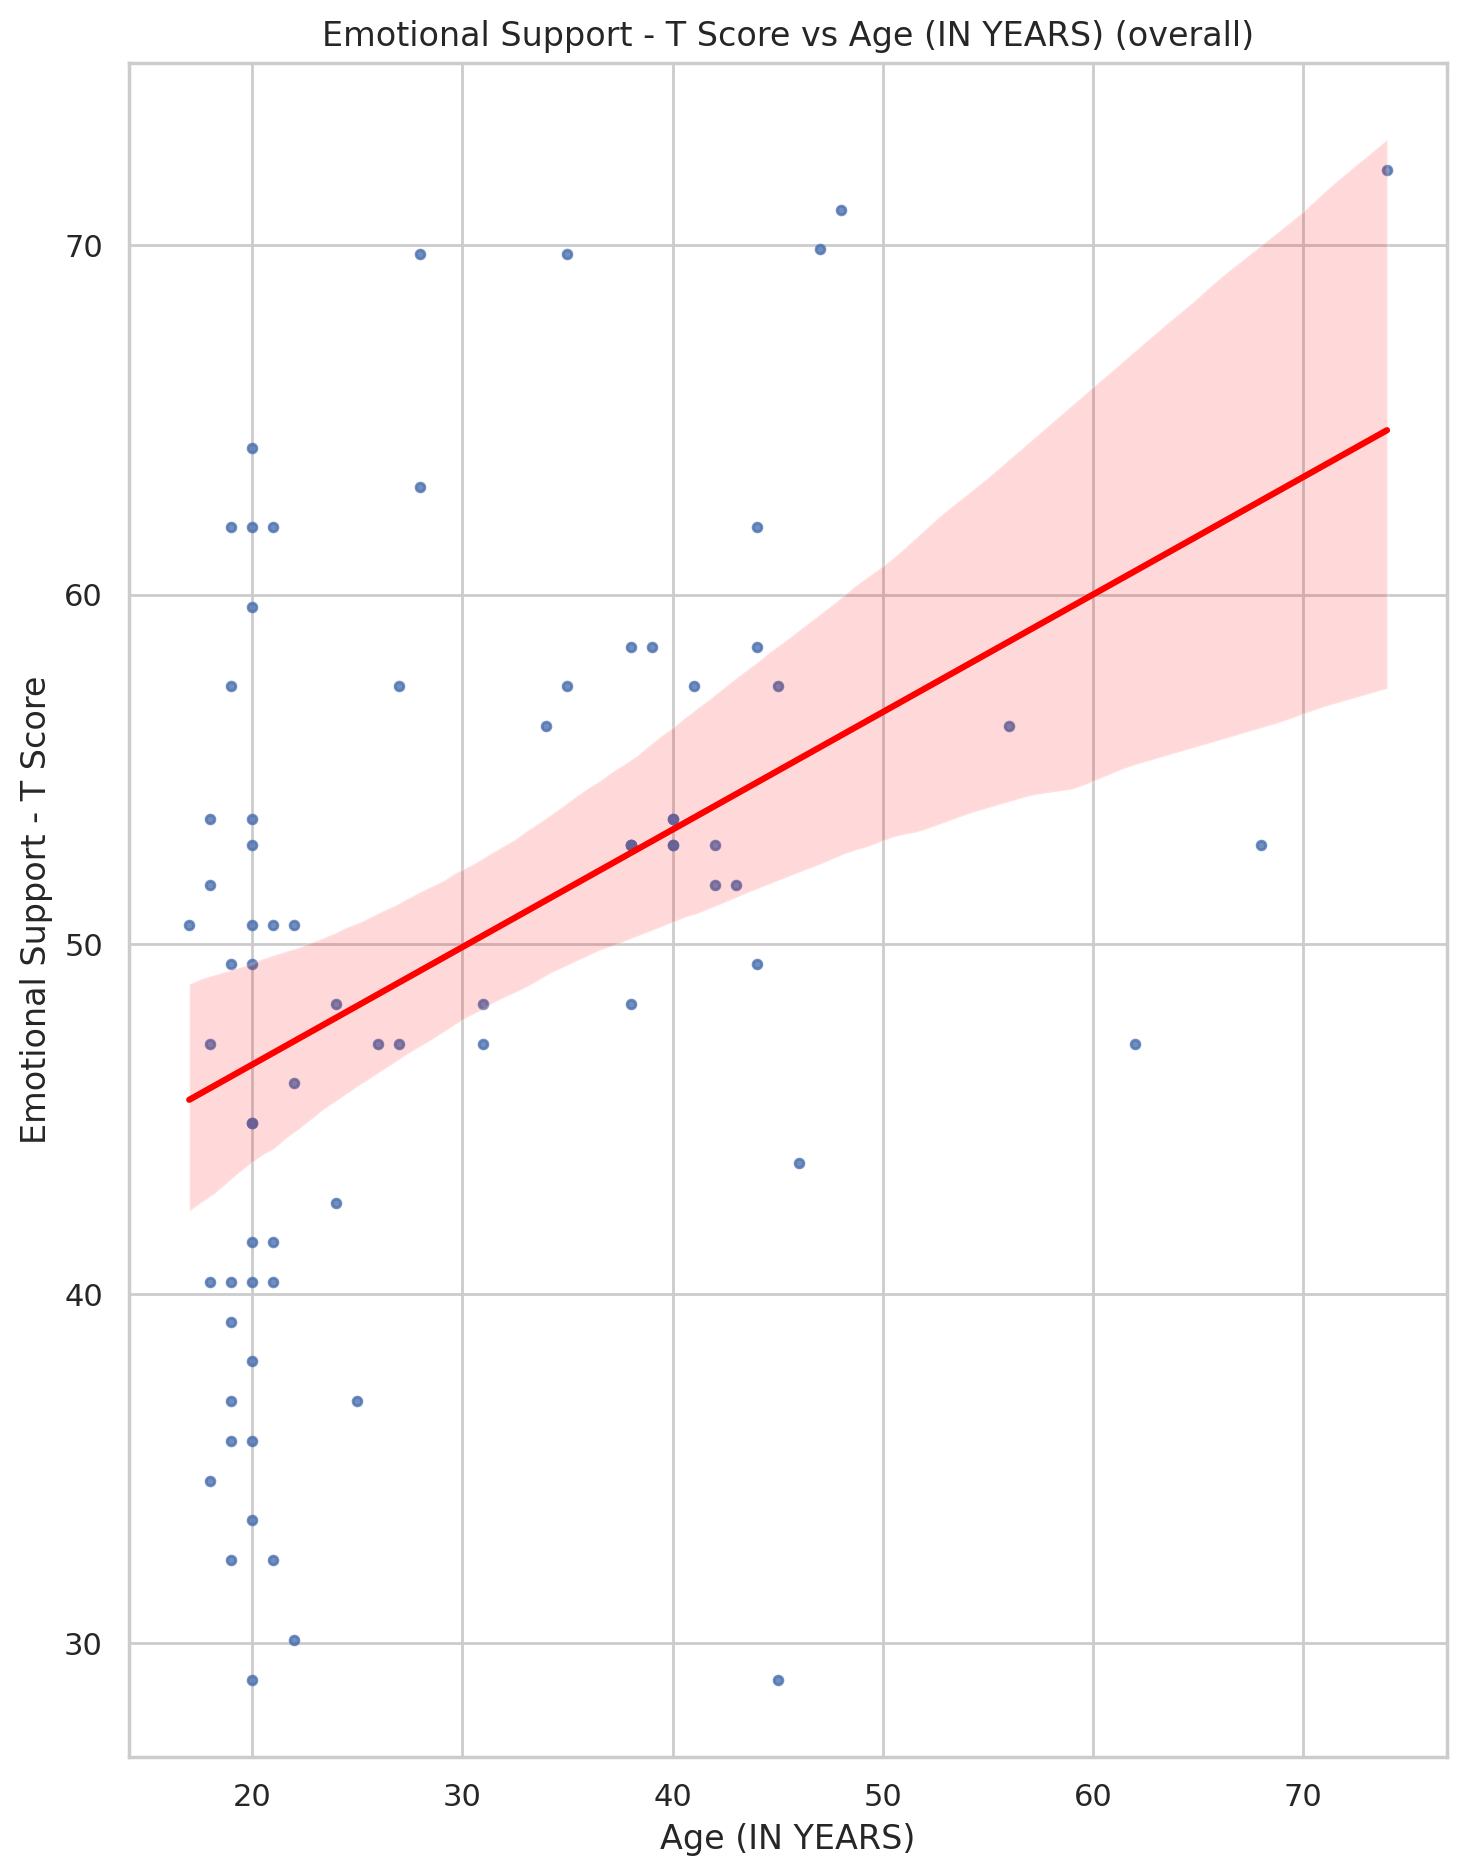 Emotional Support - T Score vs Age (IN YEARS) (overall)
Emotional Support - T Score
70
60
50
40
30
20 30 40 50 60 70
Age (IN YEARS)